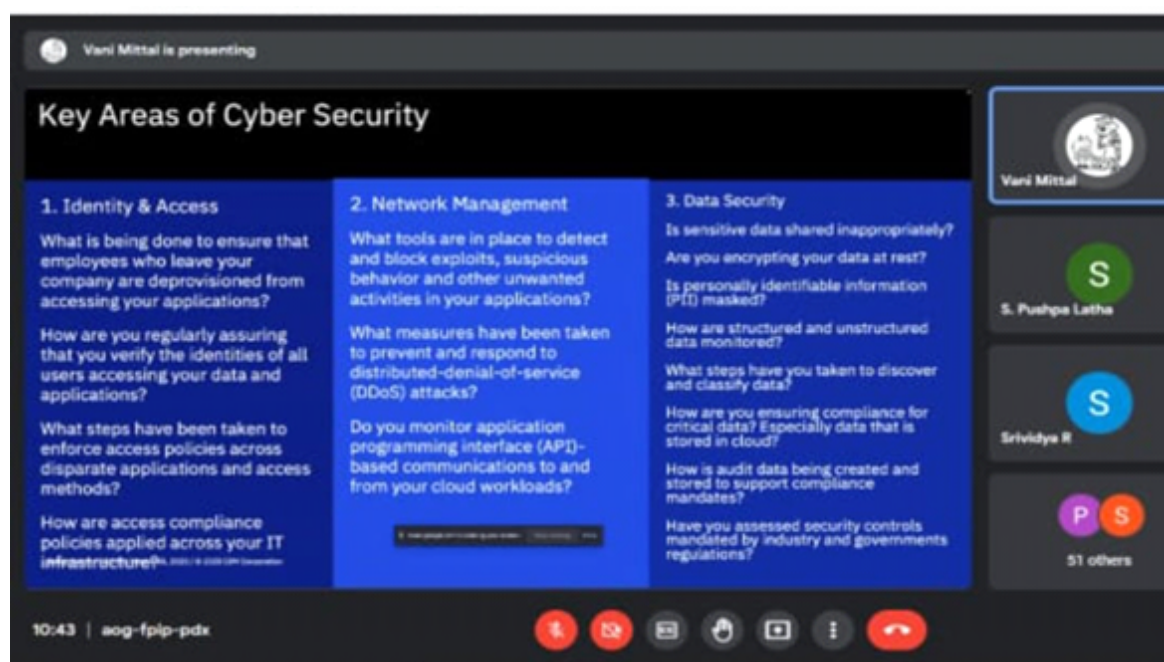 Vani Mittal is presenting
Key Areas of Cyber Security
1. Identity & Access
What is being done to ensure that
employees who leave your
company are deprovisioned from
accessing your applications?
How are you regularly assuring
that you verify the identities of all
users accessing your data and
applications?
What steps have been taken to
enforce access policies across
disparate applications and access
methods?
How are access compliance
policies applied across your IT
infrastructure?
2. Network Management
What tools are in place to detect
and block exploits, suspicious
behavior and other unwanted
activities in your applications?
What measures have been taken
to prevent and respond to
distributed-denial-of-service
(DDoS) attacks?
Do you monitor application
programming interface (API)-
based communications to and
from your cloud workloads?
3. Data Security
Is sensitive data shared inappropriately?
Are you encrypting your data at rest?
Is personally identifiable information
(PII) masked?
How are structured and unstructured
data monitored?
What steps have you taken to discover
and classify data?
How are you ensuring compliance for
critical data? Especially data that is
stored in cloud?
How is audit data being created and
stored to support compliance
mandates?
Have you assessed security controls
mandated by industry and governments
regulations?
Vani Mittal
S
S. Pushpa Latha
S
Srividya R
P S
51 others
10:43 | aog-fpip-pdx